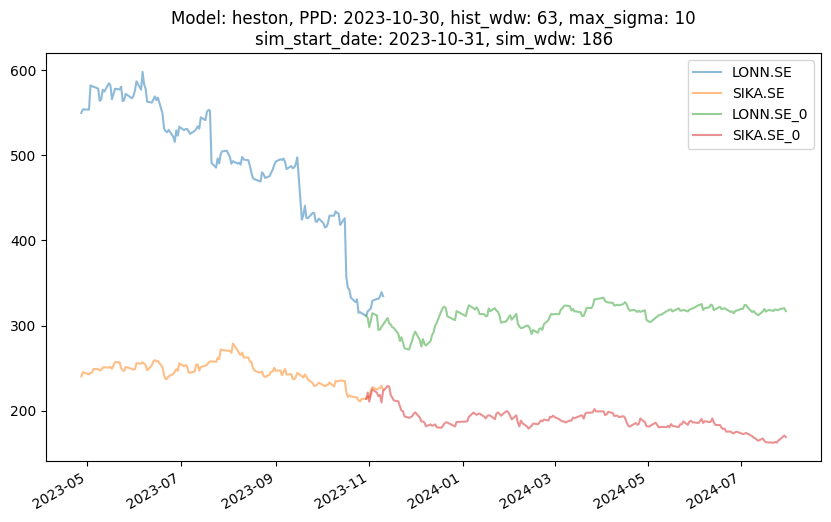 Model: heston, PPD: 2023-10-30, hist_wdw: 63, max_sigma: 10
sim_start_date: 2023-10-31, sim_wdw: 186
LONN.SE
SIKA.SE
LONN.SE_0
SIKA.SE_0
600
500
400
300
200
2023-05
2023-07
2023-09
2023-11
2024-01
2024-03
2024-05
2024-07